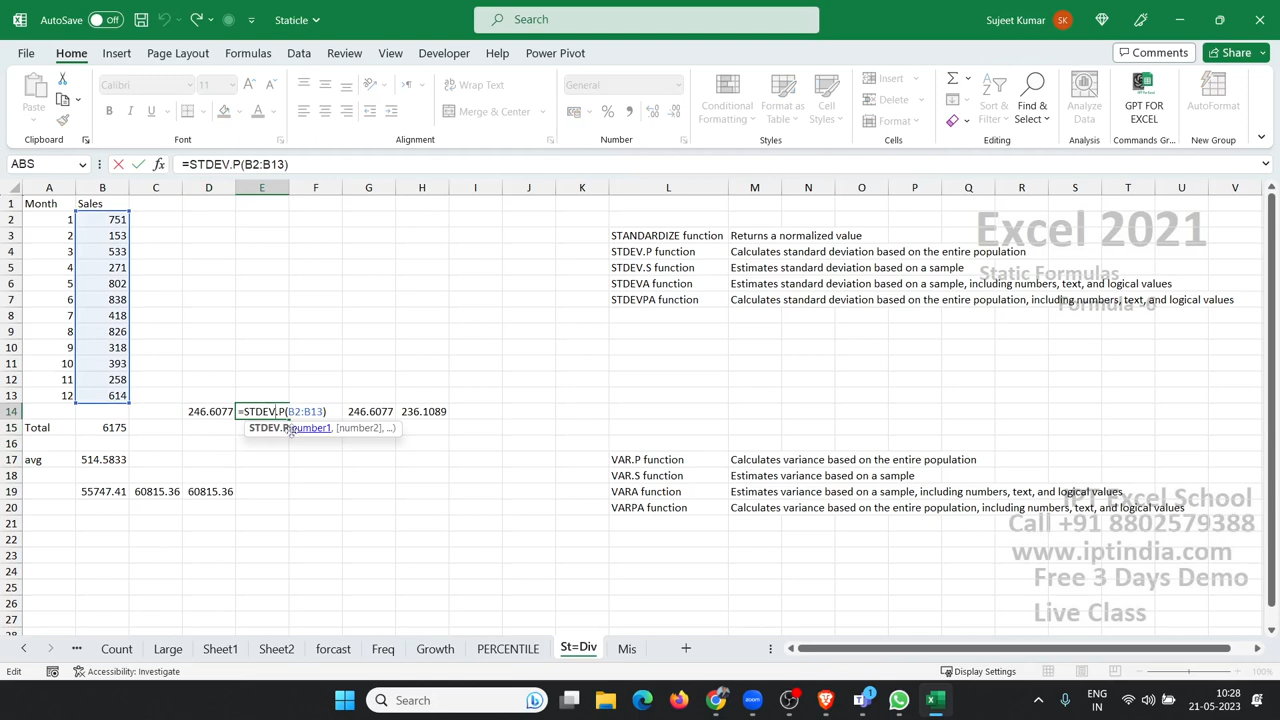 AutoSave Off Staticle Search Sujeet Kumar SK
File Home Insert Page Layout Formulas Data Review View Developer Help Power Pivot Comments Share
Paste Calibri 11 Wrap Text General Conditional Formatting Format as Table Cell Styles Insert Sort & Filter Find & Select Analyze Data GPT FOR EXCEL AutoFormat
B I U A Merge & Center Delete
Format
Clipboard Font Alignment Number Styles Cells Editing Analysis Commands Gr... New Group
ABS =STDEV.P(B2:B13)
A B C D E F G H I J K L M N O P Q R S T U V
1 Month Sales
2 1 751
3 2 153 STANDARDIZE function Returns a normalized value
Excel 2021
4 3 533 STDEV.P function Calculates standard deviation based on the entire population
5 4 271 STDEV.S function Estimates standard deviation based on a sample
Static Formulas
6 5 802 STDEVA function Estimates standard deviation based on a sample, including numbers, text, and logical values
7 6 838 STDEVPA function Calculates standard deviation based on the entire population, including numbers, text, and logical values
Formula -6
8 7 418
9 8 826
10 9 318
11 10 393
12 11 258
13 12 614
14 246.6077 =STDEV.P(B2:B13) 246.6077 236.1089
15 Total 6175 STDEV.P(number1, [number2], ...)
16
17 avg 514.5833 VAR.P function Calculates variance based on the entire population
18 VAR.S function Estimates variance based on a sample
19 55747.41 60815.36 60815.36 VARA function Estimates variance based on a sample, including numbers, text, and logical values
IPT Excel School
20 VARPA function Calculates variance based on the entire population, including numbers, text, and logical values
21
Call +91 8802579388
22
23
www.iptindia.com
24
Free 3 Days Demo
25
26
Live Class
27
28
Count Large Sheet1 Sheet2 forcast Freq Growth PERCENTILE St=Div Mis
Edit Accessibility: Investigate Display Settings
Search 1 ENG IN 10:28 21-05-2023